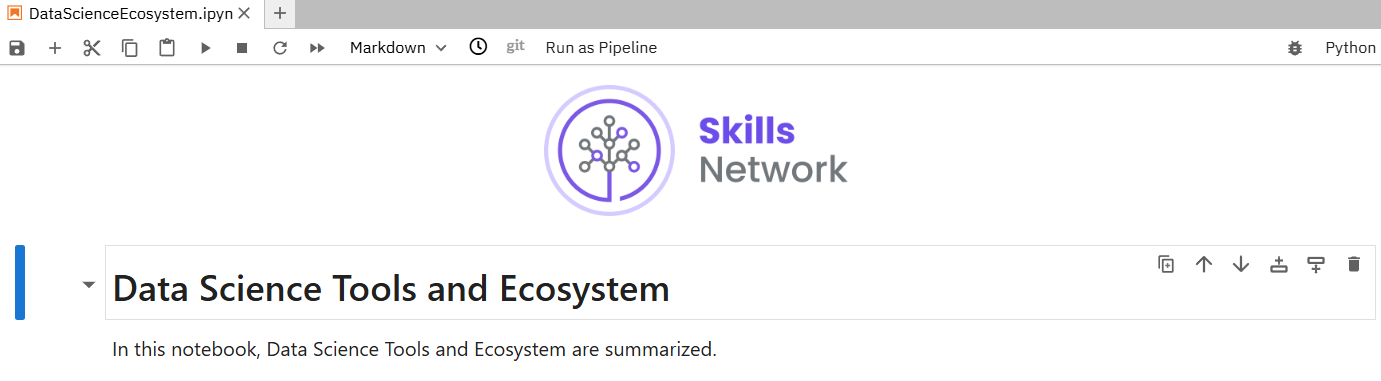 DataScienceEcosystem.ipyn
Markdown git Run as Pipeline Python
Skills
Network
Data Science Tools and Ecosystem
In this notebook, Data Science Tools and Ecosystem are summarized.